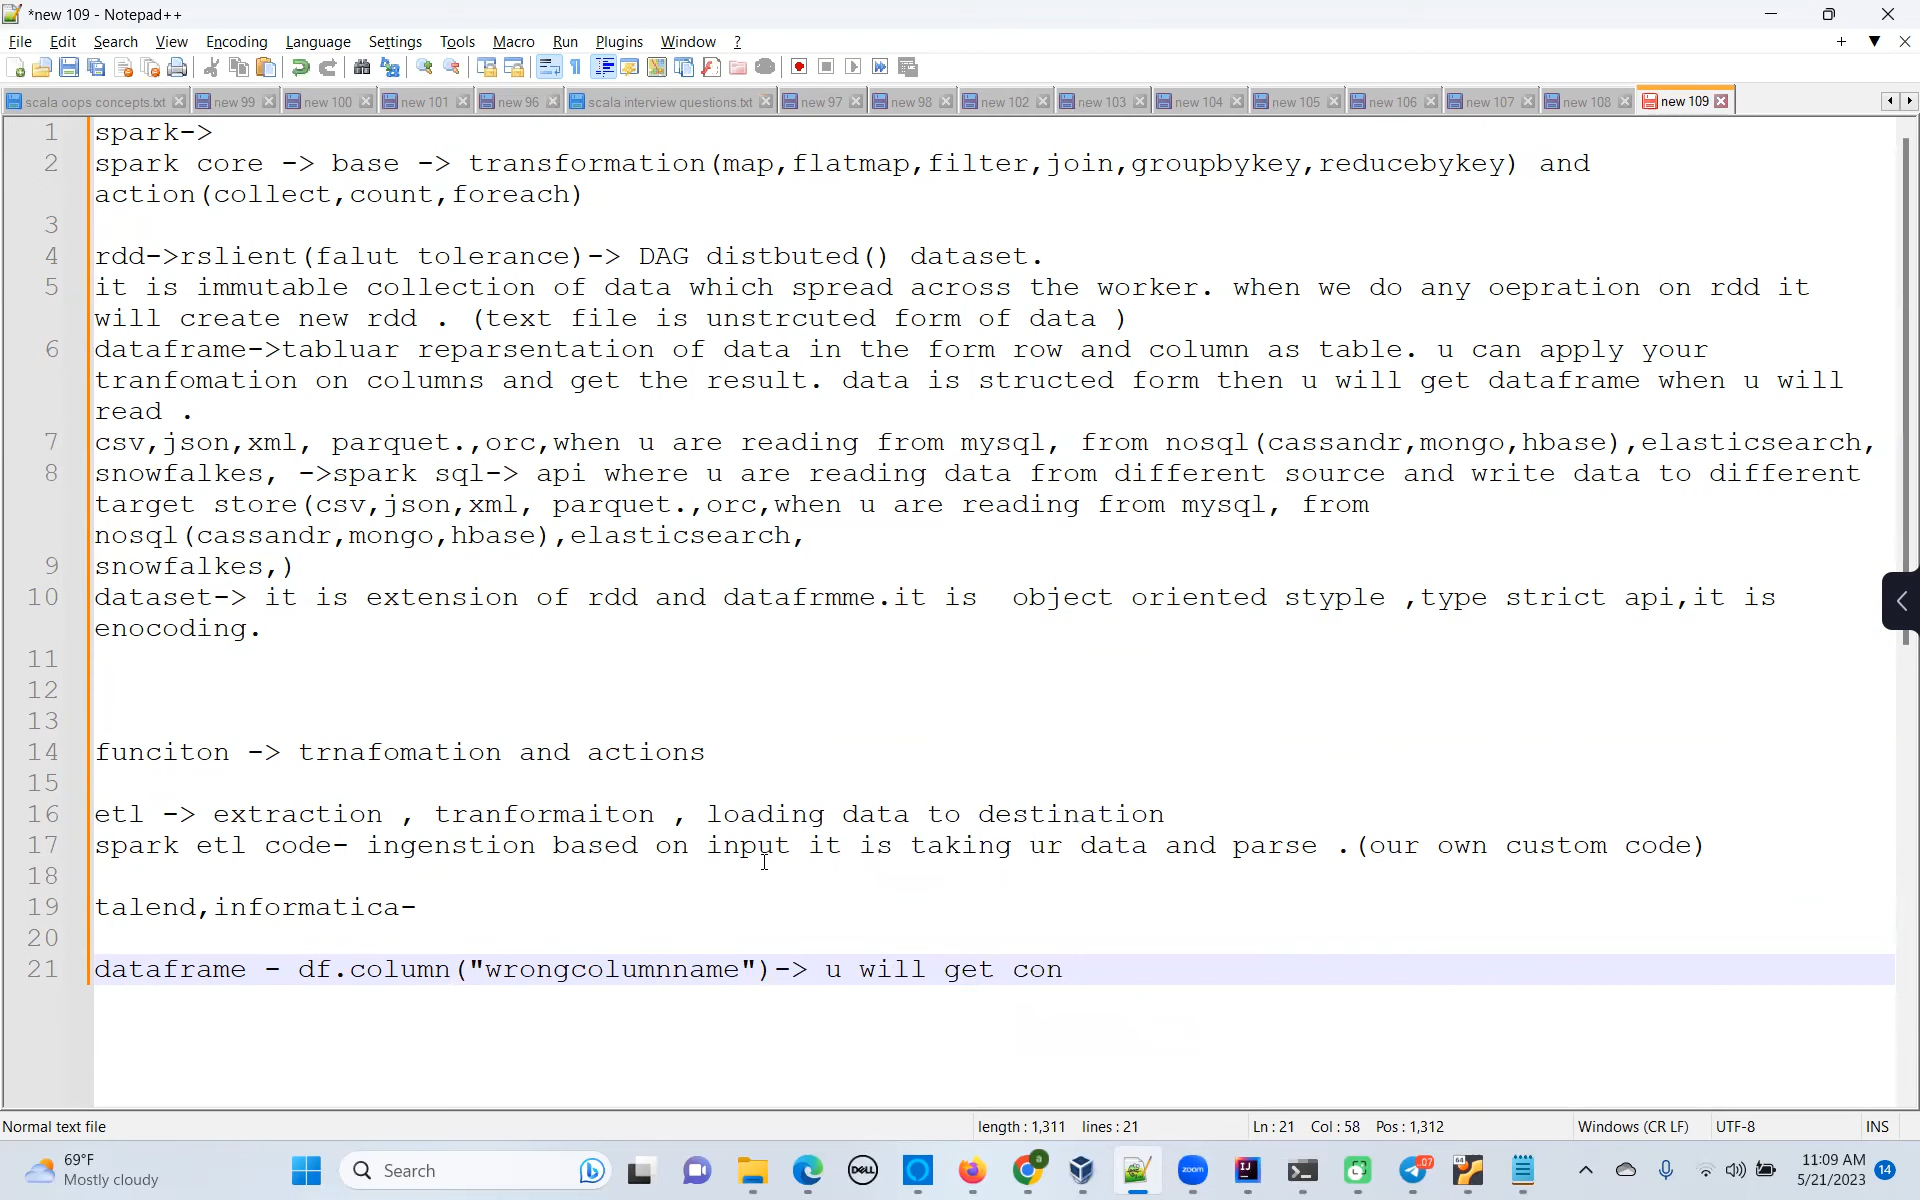 *new 109 - Notepad++
File Edit Search View Encoding Language Settings Tools Macro Run Plugins Window ?
scala oops concepts.txt new 99 new 100 new 101 new 96 scala interview questions.txt new 97 new 98 new 102 new 103 new 104 new 105 new 106 new 107 new 108 new 109
1 spark->
2 spark core -> base -> transformation(map,flatmap,filter,join,groupbykey,reducebykey) and
action(collect,count,foreach)
3
4 rdd->rslient(falut tolerance)-> DAG distbuted() dataset.
5 it is immutable collection of data which spread across the worker. when we do any oepration on rdd it
will create new rdd . (text file is unstrcuted form of data )
6 dataframe->tabluar reparsentation of data in the form row and column as table. u can apply your
tranfomation on columns and get the result. data is structed form then u will get dataframe when u will
read .
7 csv,json,xml, parquet.,orc,when u are reading from mysql, from nosql(cassandr,mongo,hbase),elasticsearch,
8 snowfalkes, ->spark sql-> api where u are reading data from different source and write data to different
target store(csv,json,xml, parquet.,orc,when u are reading from mysql, from
nosql(cassandr,mongo,hbase),elasticsearch,
9 snowfalkes,)
10 dataset-> it is extension of rdd and datafrmme.it is  object oriented styple ,type strict api,it is
enocoding.
11
12
13
14 funciton -> trnafomation and actions
15
16 etl -> extraction , tranformaiton , loading data to destination
17 spark etl code- ingenstion based on input it is taking ur data and parse .(our own custom code)
18
19 talend,informatica-
20
21 dataframe - df.column("wrongcolumnname")-> u will get con
Normal text file length : 1,311 lines : 21 Ln : 21 Col : 58 Pos : 1,312 Windows (CR LF) UTF-8 INS
69°F
Mostly cloudy
Search
DELL
zoom
IJ
07
64
11:09 AM
5/21/2023
14